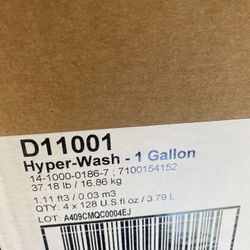 D11001
Hyper-Wash - 1 Gallon
14-1000-0186-7 ; 7100154152
37.18 lb / 16.86 kg
1.11 ft3 / 0.03 m3
QTY: 4 x 128 U.S.fl oz / 3.79 L
LOT: A409CMQC0004EJ